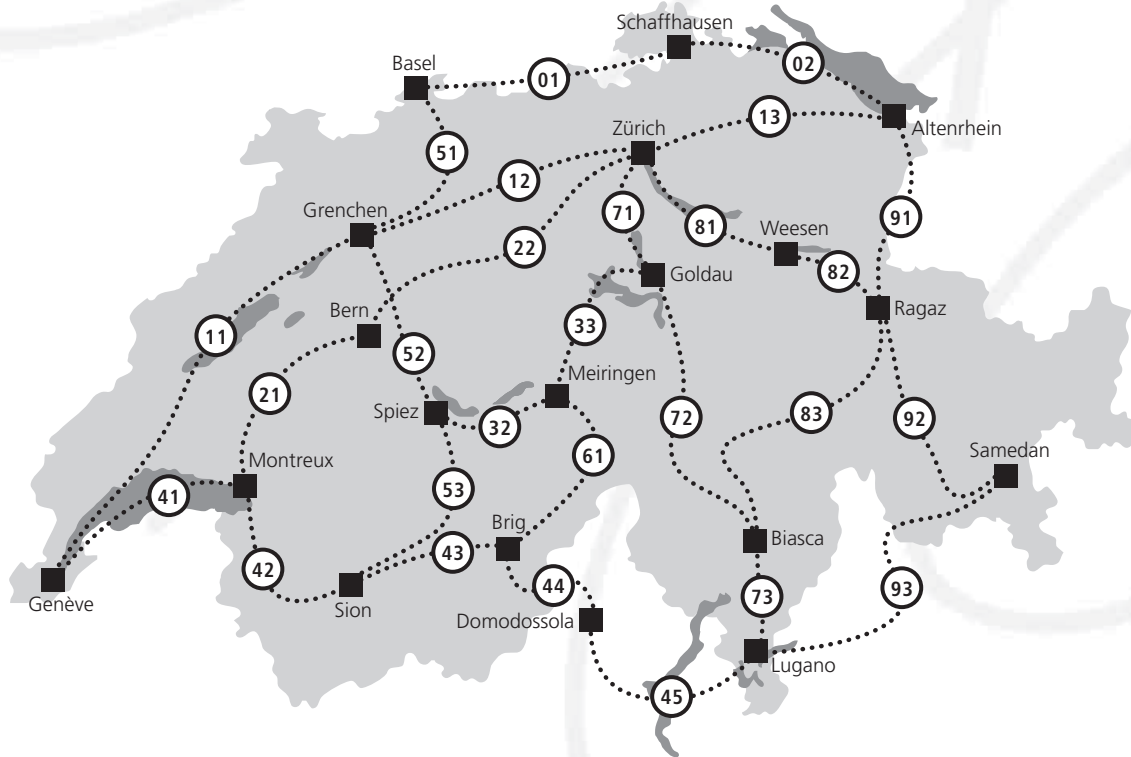 Schaffhausen
Basel
01
02
Altenrhein
13
Zürich
51
12
Grenchen
71
81
Weesen
91
22
82
Goldau
Ragaz
Bern
33
11
52
Meiringen
21
Spiez
32
72
83
92
61
Samedan
Montreux
53
41
Brig
Biasca
43
42
44
73
93
Genève
Sion
Domodossola
Lugano
45